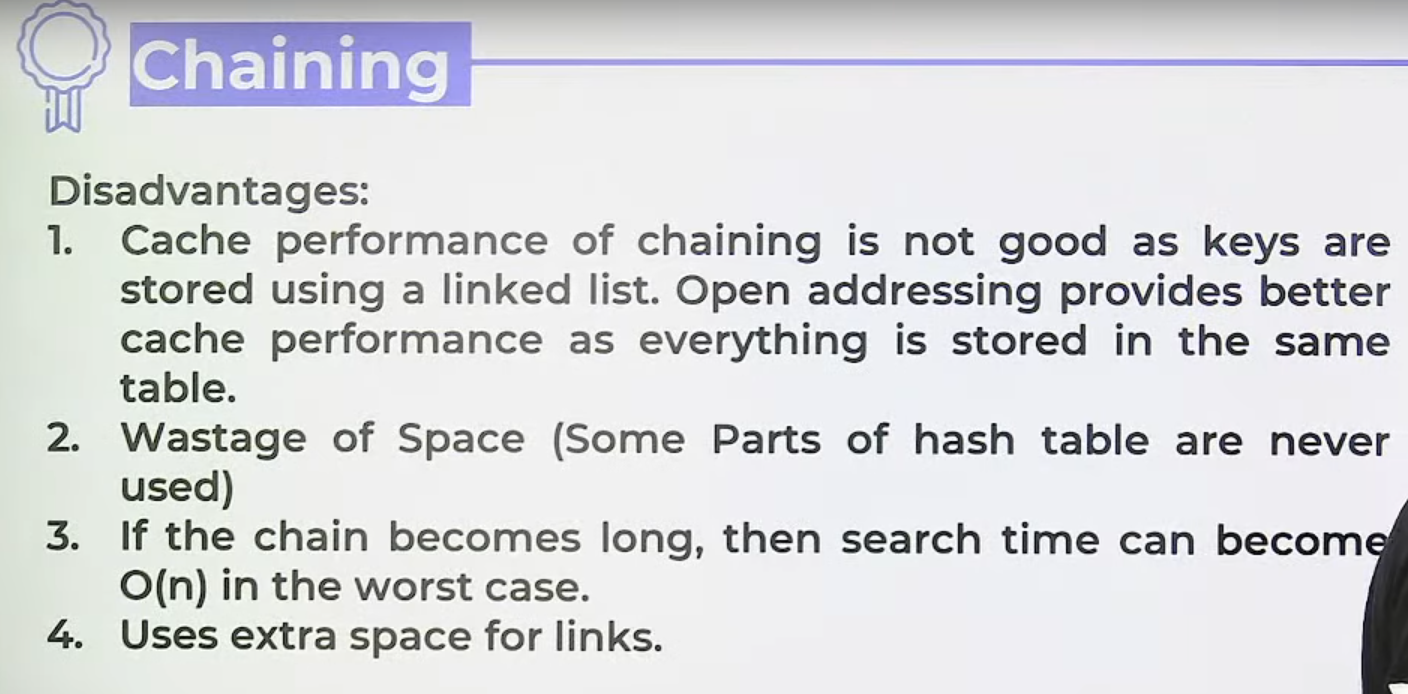 Chaining
Disadvantages:
1. Cache performance of chaining is not good as keys are
stored using a linked list. Open addressing provides better
cache performance as everything is stored in the same
table.
2. Wastage of Space (Some Parts of hash table are never
used)
3. If the chain becomes long, then search time can become
O(n) in the worst case.
4. Uses extra space for links.